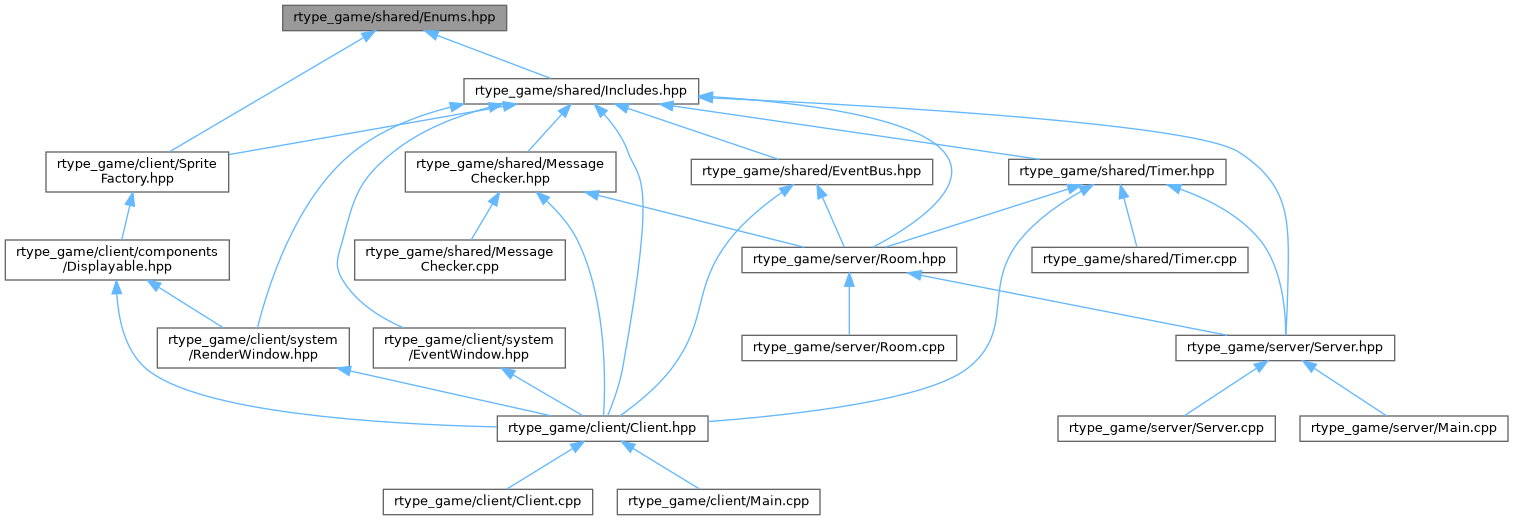 rtype_game/shared/Enums.hpp
rtype_game/shared/Includes.hpp
rtype_game/client/Sprite
Factory.hpp
rtype_game/shared/Message
Checker.hpp
rtype_game/shared/EventBus.hpp
rtype_game/shared/Timer.hpp
rtype_game/client/components
/Displayable.hpp
rtype_game/shared/Message
Checker.cpp
rtype_game/server/Room.hpp
rtype_game/shared/Timer.cpp
rtype_game/client/system
/RenderWindow.hpp
rtype_game/client/system
/EventWindow.hpp
rtype_game/server/Room.cpp
rtype_game/server/Server.hpp
rtype_game/client/Client.hpp
rtype_game/server/Server.cpp
rtype_game/server/Main.cpp
rtype_game/client/Client.cpp
rtype_game/client/Main.cpp